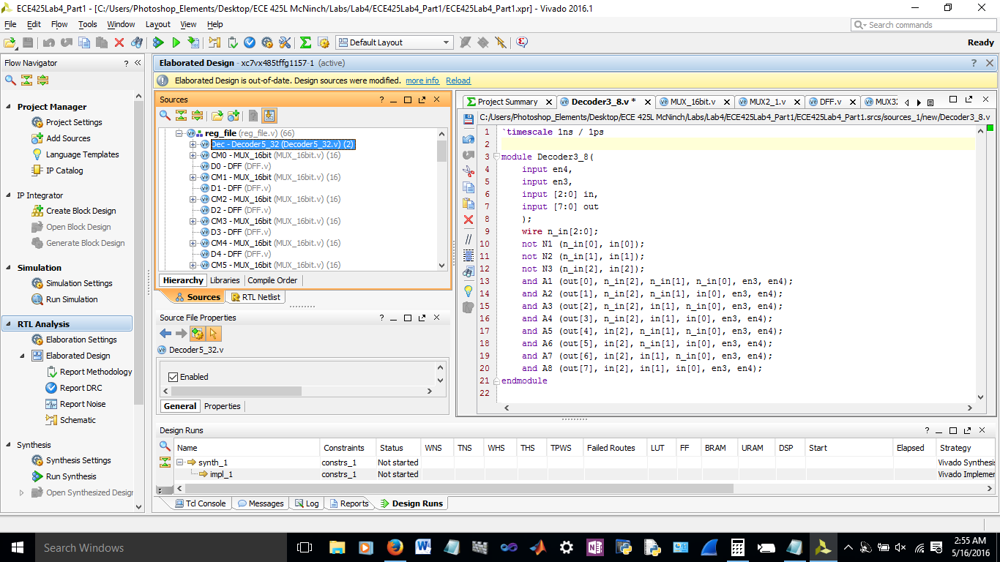 ECE425Lab4_Part1 - [C:/Users/Photoshop_Elements/Desktop/ECE 425L McNinch/Labs/Lab4/ECE425Lab4_Part1/ECE425Lab4_Part1.xpr] - Vivado 2016.1
File Edit Flow Tools Window Layout View Help
Search commands
Default Layout
Ready
Flow Navigator ? «
Project Manager
Project Settings
Add Sources
Language Templates
IP Catalog
IP Integrator
Create Block Design
Open Block Design
Generate Block Design
Simulation
Simulation Settings
Run Simulation
RTL Analysis
Elaboration Settings
Elaborated Design
Report Methodology
Report DRC
Report Noise
Schematic
Synthesis
Synthesis Settings
Run Synthesis
Open Synthesized Design
Elaborated Design - xc7vx485tffg1157-1 (active)
Elaborated Design is out-of-date. Design sources were modified. more info Reload
Sources
reg_file (reg_file.v) (66)
Dec - Decoder5_32 (Decoder5_32.v) (2)
CM0 - MUX_16bit (MUX_16bit.v) (16)
D0 - DFF (DFF.v)
CM1 - MUX_16bit (MUX_16bit.v) (16)
D1 - DFF (DFF.v)
CM2 - MUX_16bit (MUX_16bit.v) (16)
D2 - DFF (DFF.v)
CM3 - MUX_16bit (MUX_16bit.v) (16)
D3 - DFF (DFF.v)
CM4 - MUX_16bit (MUX_16bit.v) (16)
D4 - DFF (DFF.v)
CM5 - MUX_16bit (MUX_16bit.v) (16)
Hierarchy Libraries Compile Order
Sources RTL Netlist
Source File Properties
Decoder5_32.v
Enabled
General Properties
Project Summary Decoder3_8.v * MUX_16bit.v MUX2_1.v DFF.v MUX32
C:/Users/Photoshop_Elements/Desktop/ECE 425L McNinch/Labs/Lab4/ECE425Lab4_Part1/ECE425Lab4_Part1.srcs/sources_1/new/Decoder3_8.v
1 `timescale 1ns / 1ps
2
3 module Decoder3_8(
4 input en4,
5 input en3,
6 input [2:0] in,
7 input [7:0] out
8 );
9 wire n_in[2:0];
10 not N1 (n_in[0], in[0]);
11 not N2 (n_in[1], in[1]);
12 not N3 (n_in[2], in[2]);
13 and A1 (out[0], n_in[2], n_in[1], n_in[0], en3, en4);
14 and A2 (out[1], n_in[2], n_in[1], in[0], en3, en4);
15 and A3 (out[2], n_in[2], in[1], n_in[0], en3, en4);
16 and A4 (out[3], n_in[2], in[1], in[0], en3, en4);
17 and A5 (out[4], in[2], n_in[1], n_in[0], en3, en4);
18 and A6 (out[5], in[2], n_in[1], in[0], en3, en4);
19 and A7 (out[6], in[2], in[1], n_in[0], en3, en4);
20 and A8 (out[7], in[2], in[1], in[0], en3, en4);
21 endmodule
22
Design Runs
Name Constraints Status WNS TNS WHS THS TPWS Failed Routes LUT FF BRAM URAM DSP Start Elapsed Strategy
synth_1 constrs_1 Not started Vivado Synthesis
impl_1 constrs_1 Not started Vivado Implemen
Tcl Console Messages Log Reports Design Runs
Search Windows
2:55 AM
5/16/2016